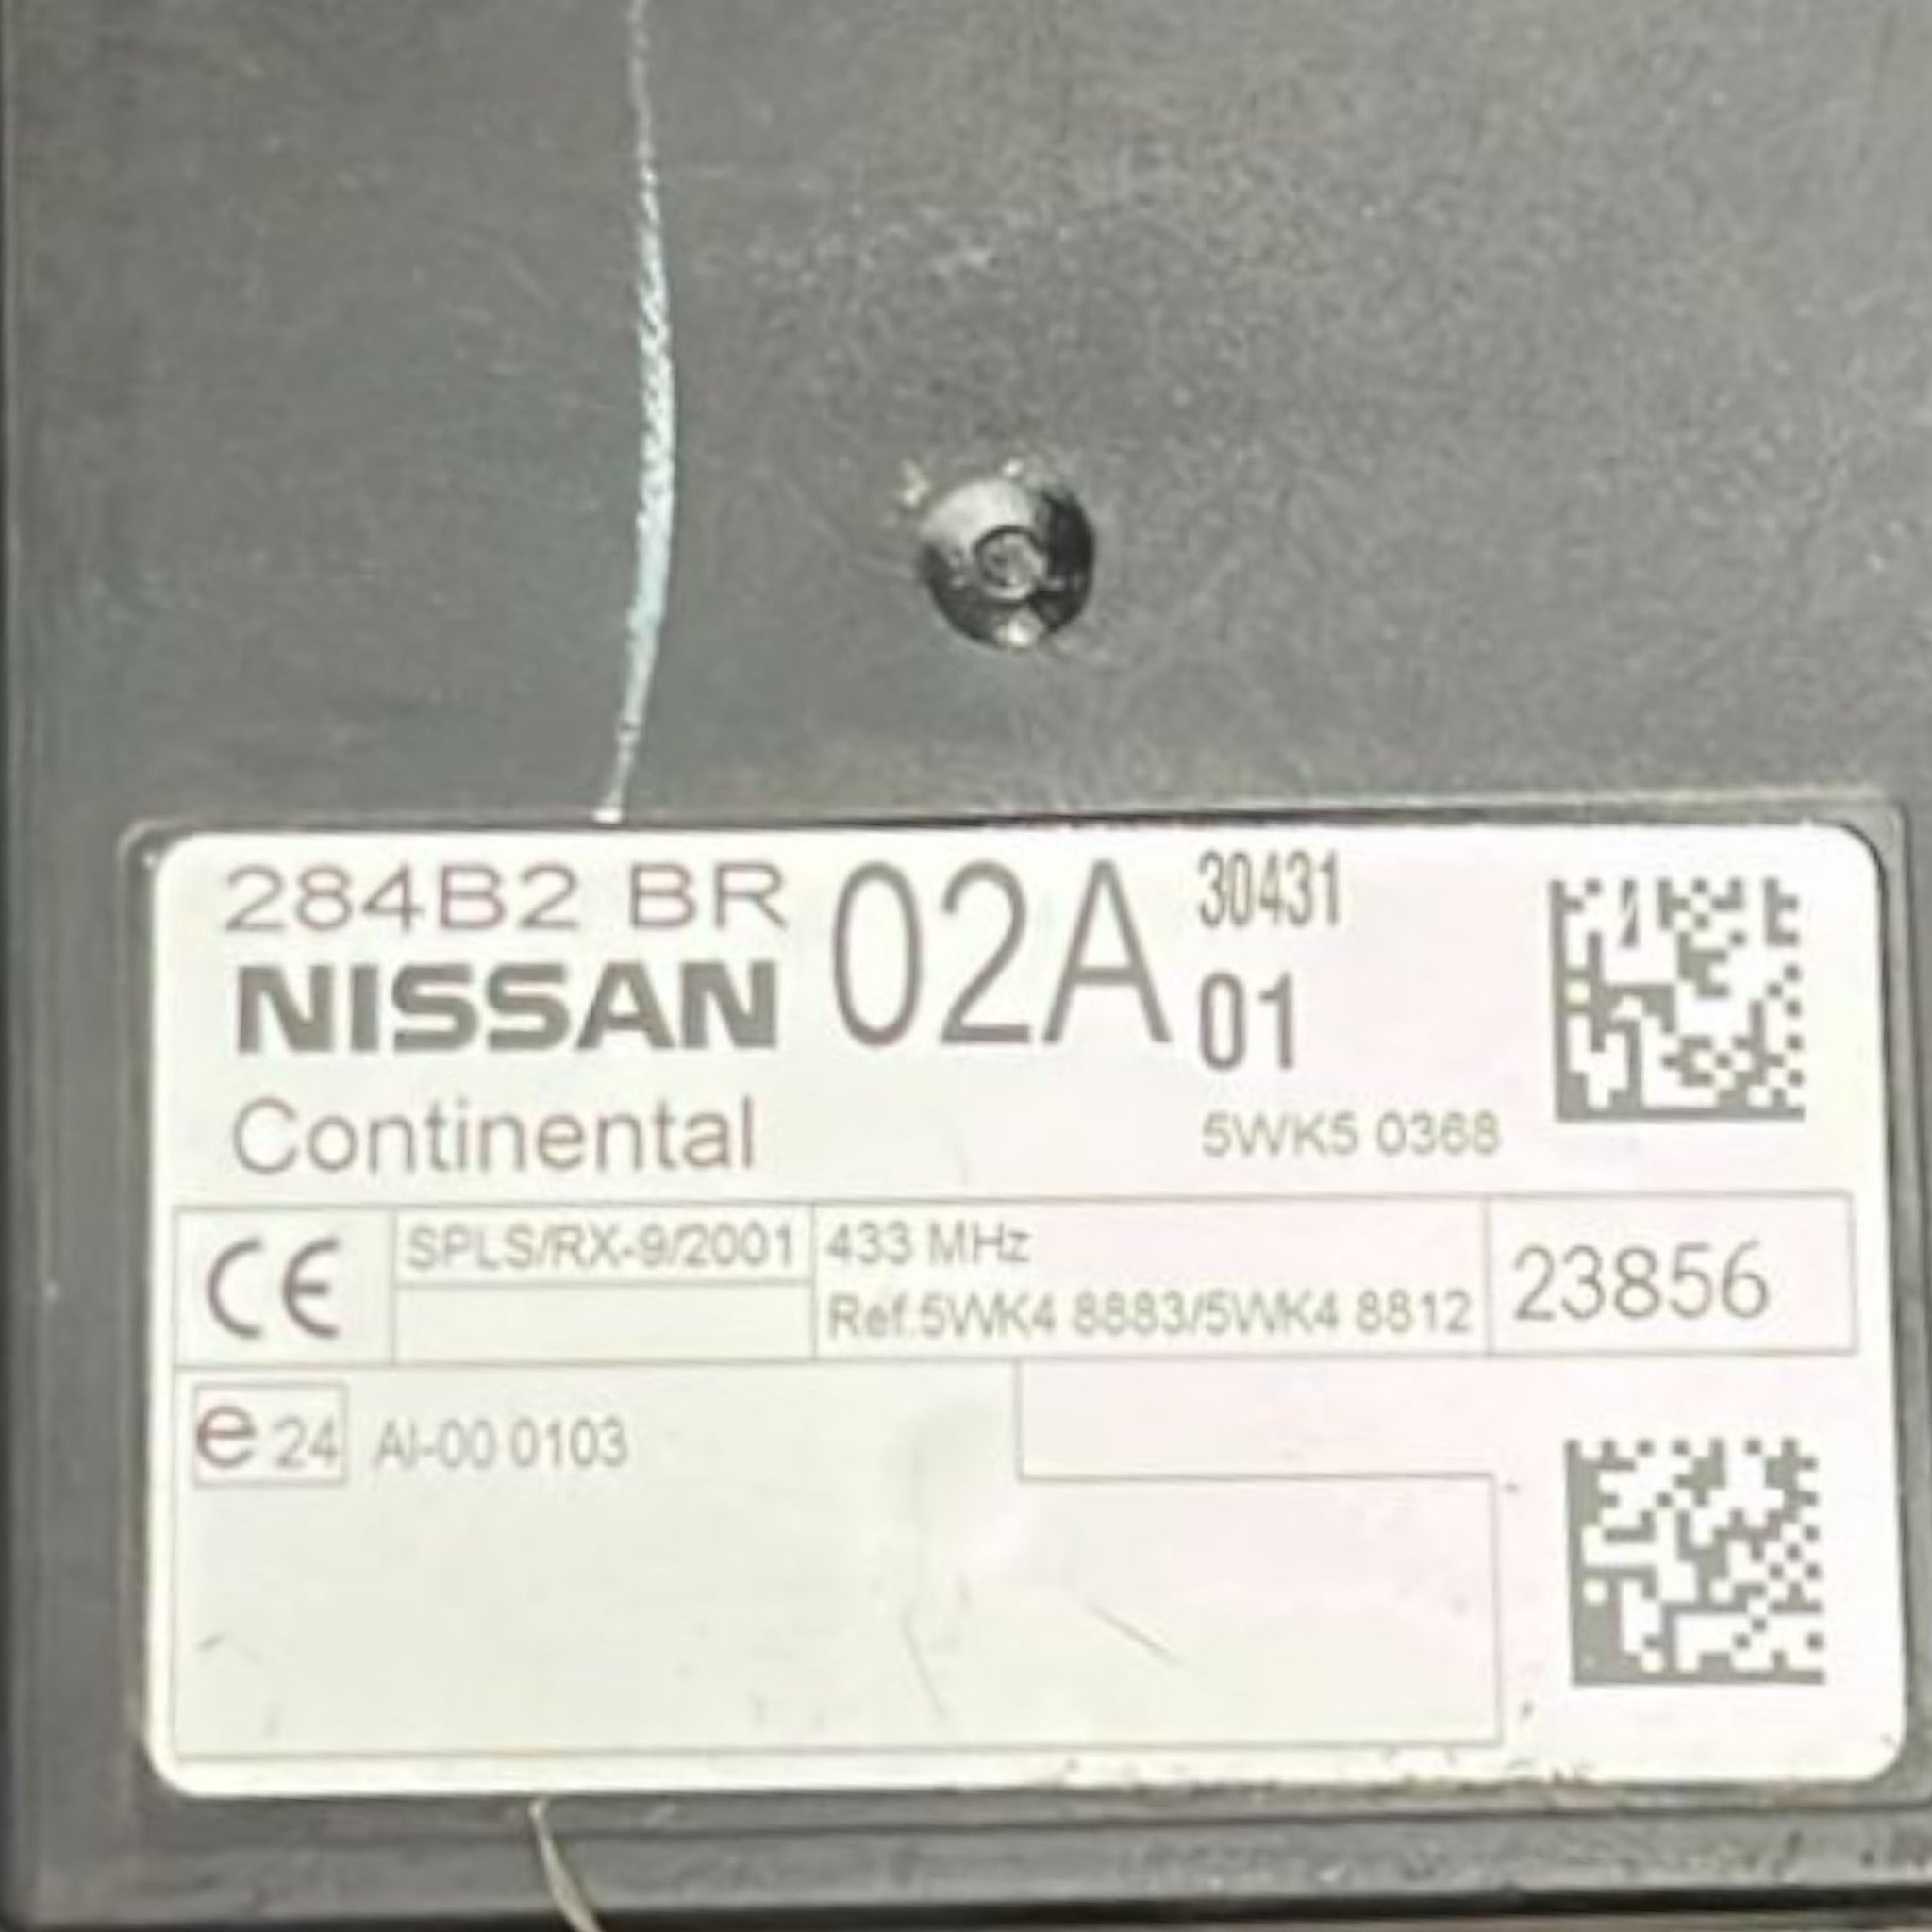 284B2 BR 02A 30431
NISSAN 01
Continental 5WK5 0368
CE SPLS/RX-9/2001 433 MHz 23856
Ref.5WK4 8883/5WK4 8812
e 24 AI-00 0103